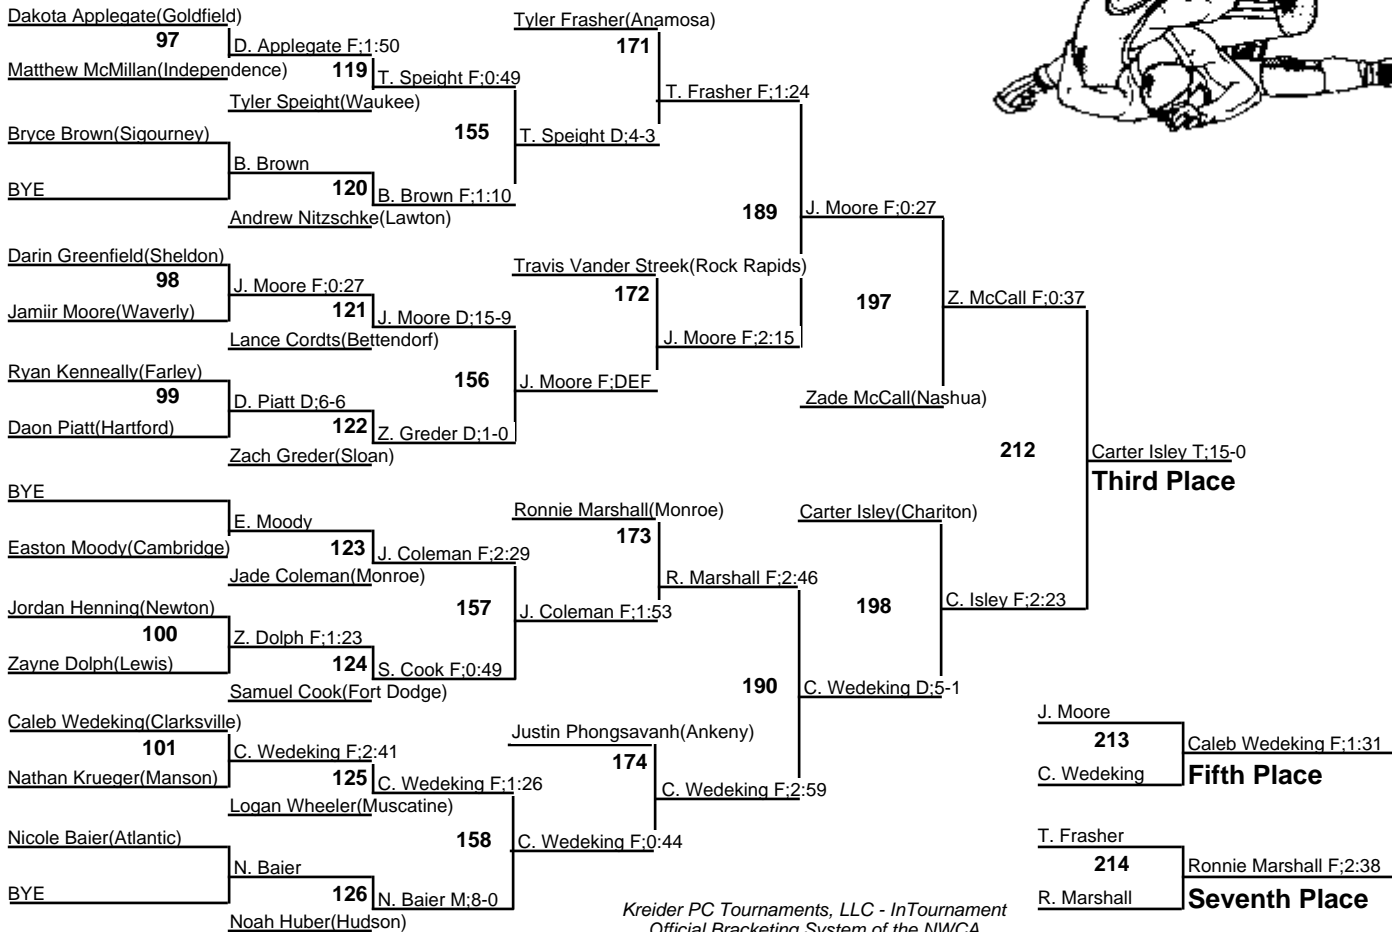 Dakota Applegate(Goldfield)
97
Matthew McMillan(Independence)
D. Applegate F;1:50
119
Tyler Speight(Waukee)
T. Speight F;0:49
Bryce Brown(Sigourney)
BYE
B. Brown
120
Andrew Nitzschke(Lawton)
B. Brown F;1:10
155
T. Speight D;4-3
Tyler Frasher(Anamosa)
171
T. Frasher F;1:24
Darin Greenfield(Sheldon)
98
Jamiir Moore(Waverly)
J. Moore F;0:27
121
Lance Cordts(Bettendorf)
J. Moore D;15-9
Ryan Kenneally(Farley)
99
Daon Piatt(Hartford)
D. Piatt D;6-6
122
Zach Greder(Sloan)
Z. Greder D;1-0
156
J. Moore F;DEF
Travis Vander Streek(Rock Rapids)
172
J. Moore F;2:15
189
J. Moore F;0:27
197
Zade McCall(Nashua)
Z. McCall F;0:37
BYE
Easton Moody(Cambridge)
E. Moody
123
Jade Coleman(Monroe)
J. Coleman F;2:29
Jordan Henning(Newton)
100
Zayne Dolph(Lewis)
Z. Dolph F;1:23
124
Samuel Cook(Fort Dodge)
S. Cook F;0:49
157
J. Coleman F;1:53
Ronnie Marshall(Monroe)
173
R. Marshall F;2:46
Caleb Wedeking(Clarksville)
101
Nathan Krueger(Manson)
C. Wedeking F;2:41
125
Logan Wheeler(Muscatine)
C. Wedeking F;1:26
Nicole Baier(Atlantic)
BYE
N. Baier
126
Noah Huber(Hudson)
N. Baier M;8-0
158
C. Wedeking F;0:44
Justin Phongsavanh(Ankeny)
174
C. Wedeking F;2:59
190
C. Wedeking D;5-1
Carter Isley(Chariton)
198
C. Isley F;2:23
212
Carter Isley T;15-0
Third Place
J. Moore
213
C. Wedeking
Caleb Wedeking F;1:31
Fifth Place
T. Frasher
214
R. Marshall
Ronnie Marshall F;2:38
Seventh Place
Kreider PC Tournaments, LLC - InTournament
Official Bracketing System of the NWCA